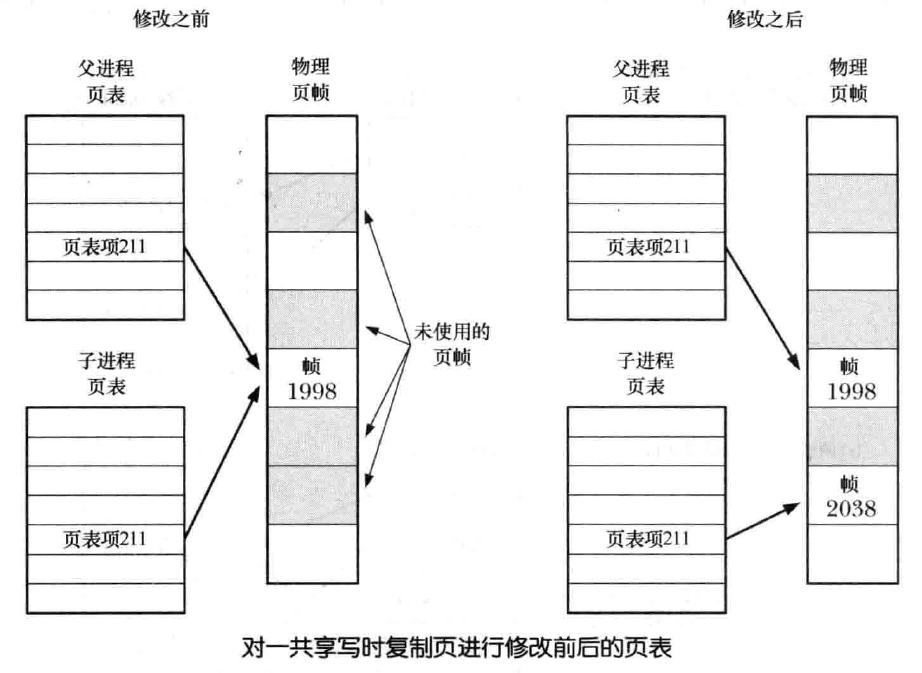 修改之前
父进程
页表
物理
页帧
页表项211
子进程
页表
帧
1998
页表项211
未使用的
页帧
修改之后
父进程
页表
物理
页帧
页表项211
子进程
页表
帧
1998
帧
2038
页表项211
对一共享写时复制页进行修改前后的页表